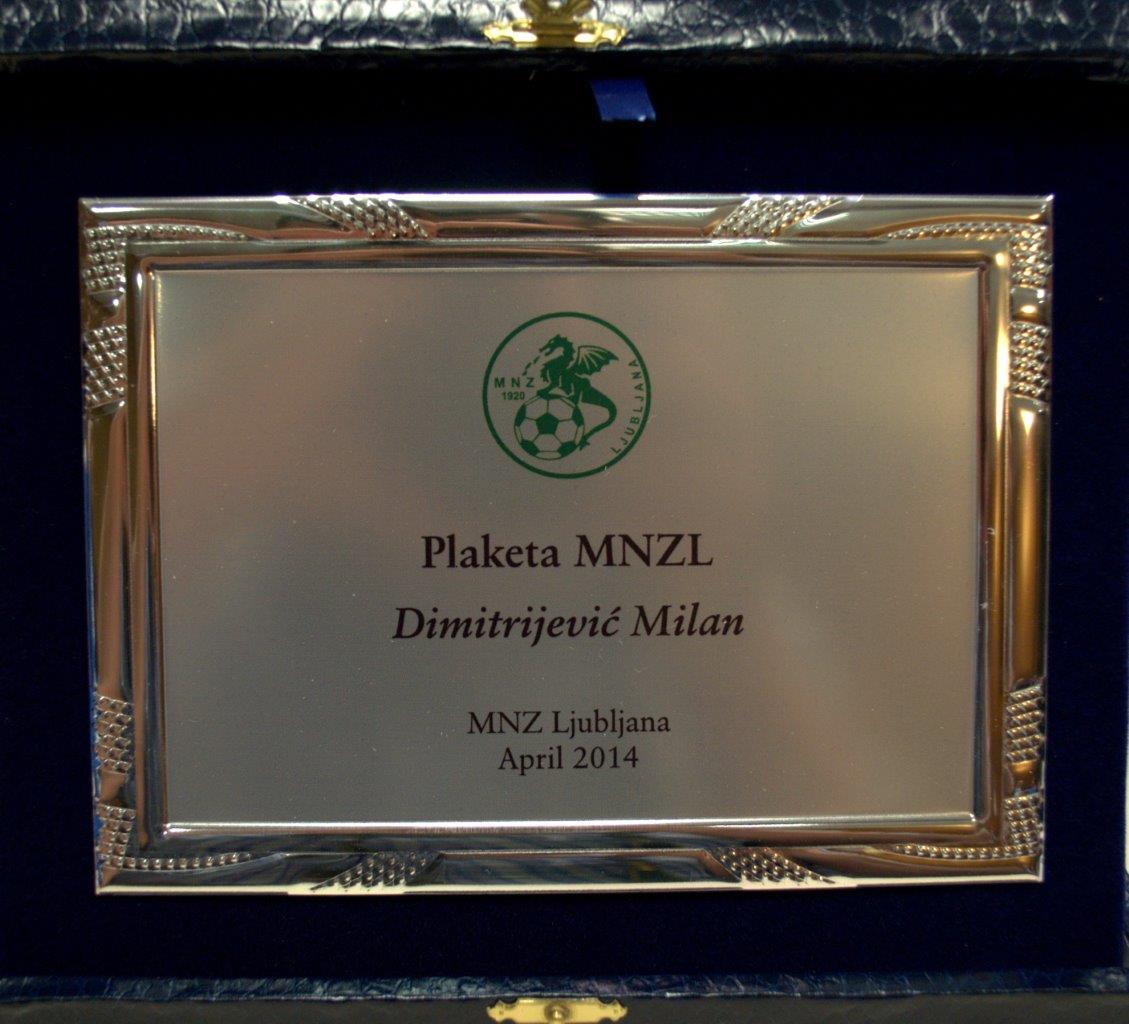 MNZ
1920
LJUBLJANA
Plaketa MNZL
Dimitrijević Milan
MNZ Ljubljana
April 2014